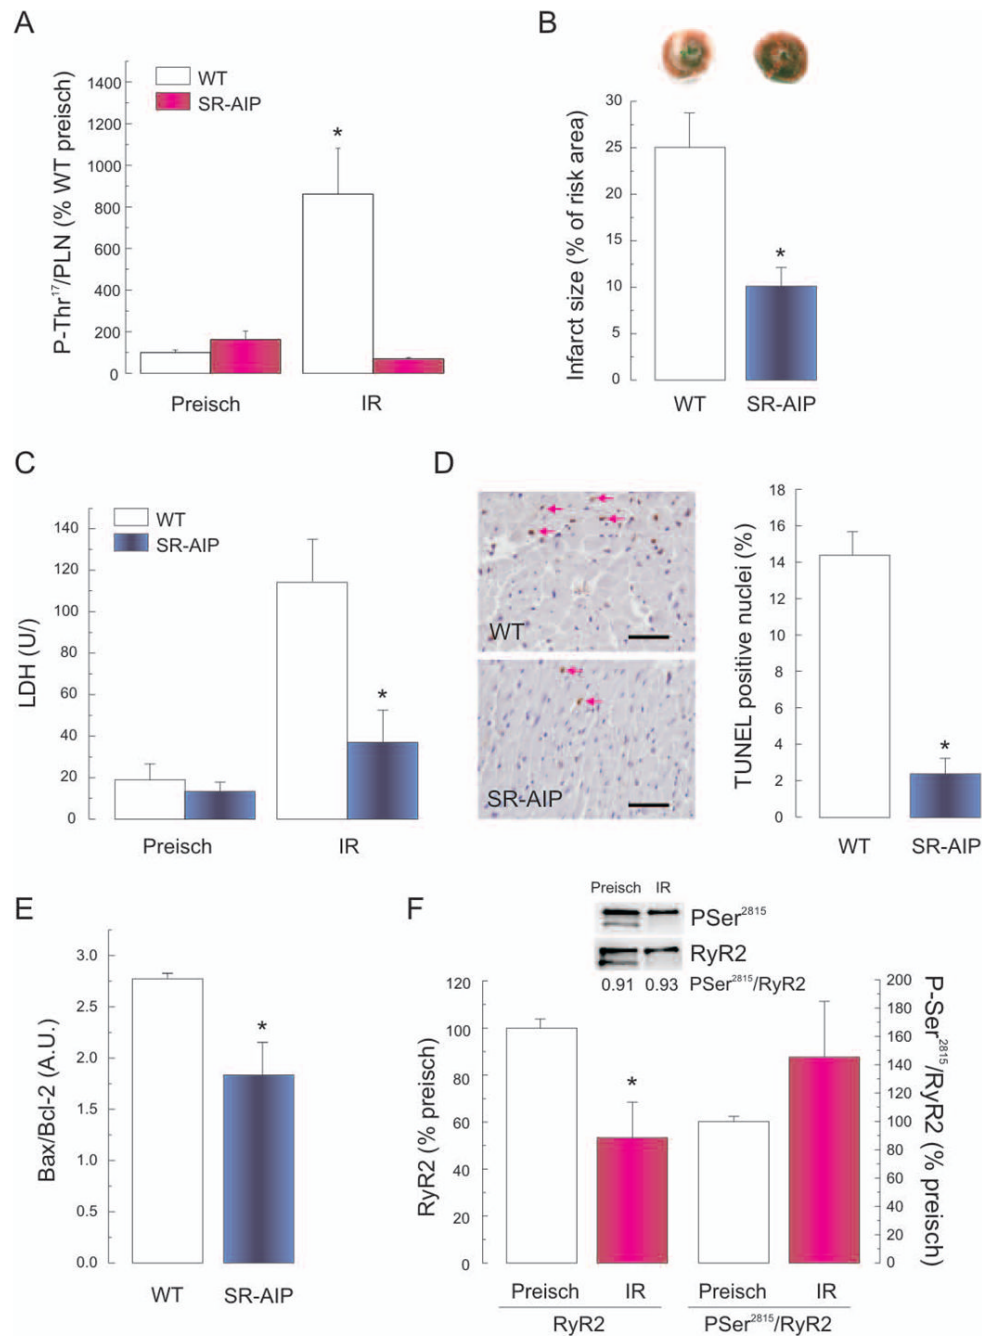 A
P-Thr17/PLN (% WT preisch)
1400
1200
1000
800
600
400
200
0
WT
SR-AIP
*
Preisch
IR
B
Infarct size (% of risk area)
30
25
20
15
10
5
0
*
WT
SR-AIP
C
LDH (U/)
140
120
100
80
60
40
20
0
WT
SR-AIP
*
Preisch
IR
D
WT
SR-AIP
TUNEL positive nuclei (%)
18
16
14
12
10
8
6
4
2
0
*
WT
SR-AIP
E
Bax/Bcl-2 (A.U.)
3.0
2.5
2.0
1.5
1.0
0.5
0.0
*
WT
SR-AIP
F
Preisch IR
PSer2815
RyR2
0.91 0.93 PSer2815/RyR2
RyR2 (% preisch)
120
100
80
60
40
20
0
*
200
180
160
140
120
100
80
60
40
20
0
P-Ser2815/RyR2 (% preisch)
Preisch IR Preisch IR
RyR2 PSer2815/RyR2